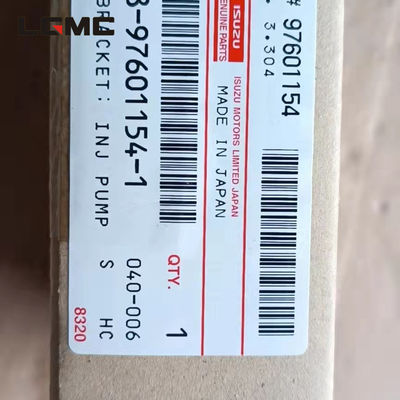 LGMC
ISUZU
GENUINE PARTS
ISUZU MOTORS LIMITED JAPAN
MADE IN JAPAN
# 97601154
3.304
8-97601154-1
BRACKET: INJ PUMP
040-006
S HC
QTY.
1
8320